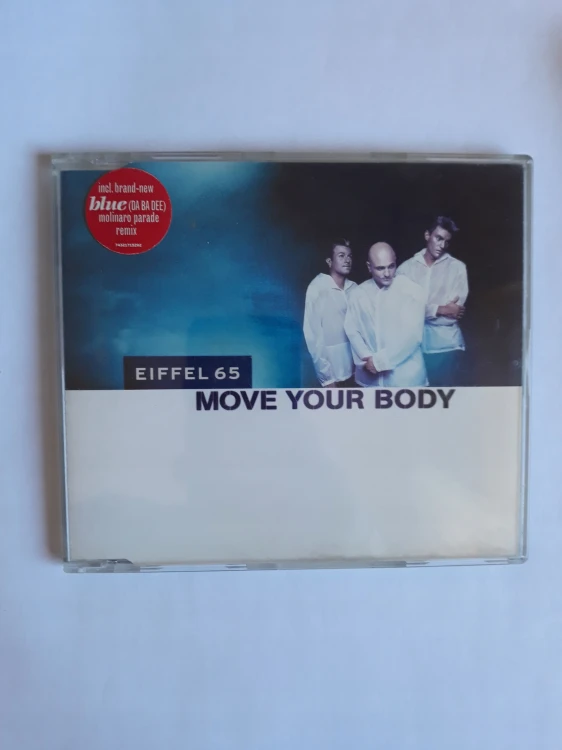 incl. brand-new
blue (DA BA DEE)
molinaro parade
remix
EIFFEL 65
MOVE YOUR BODY